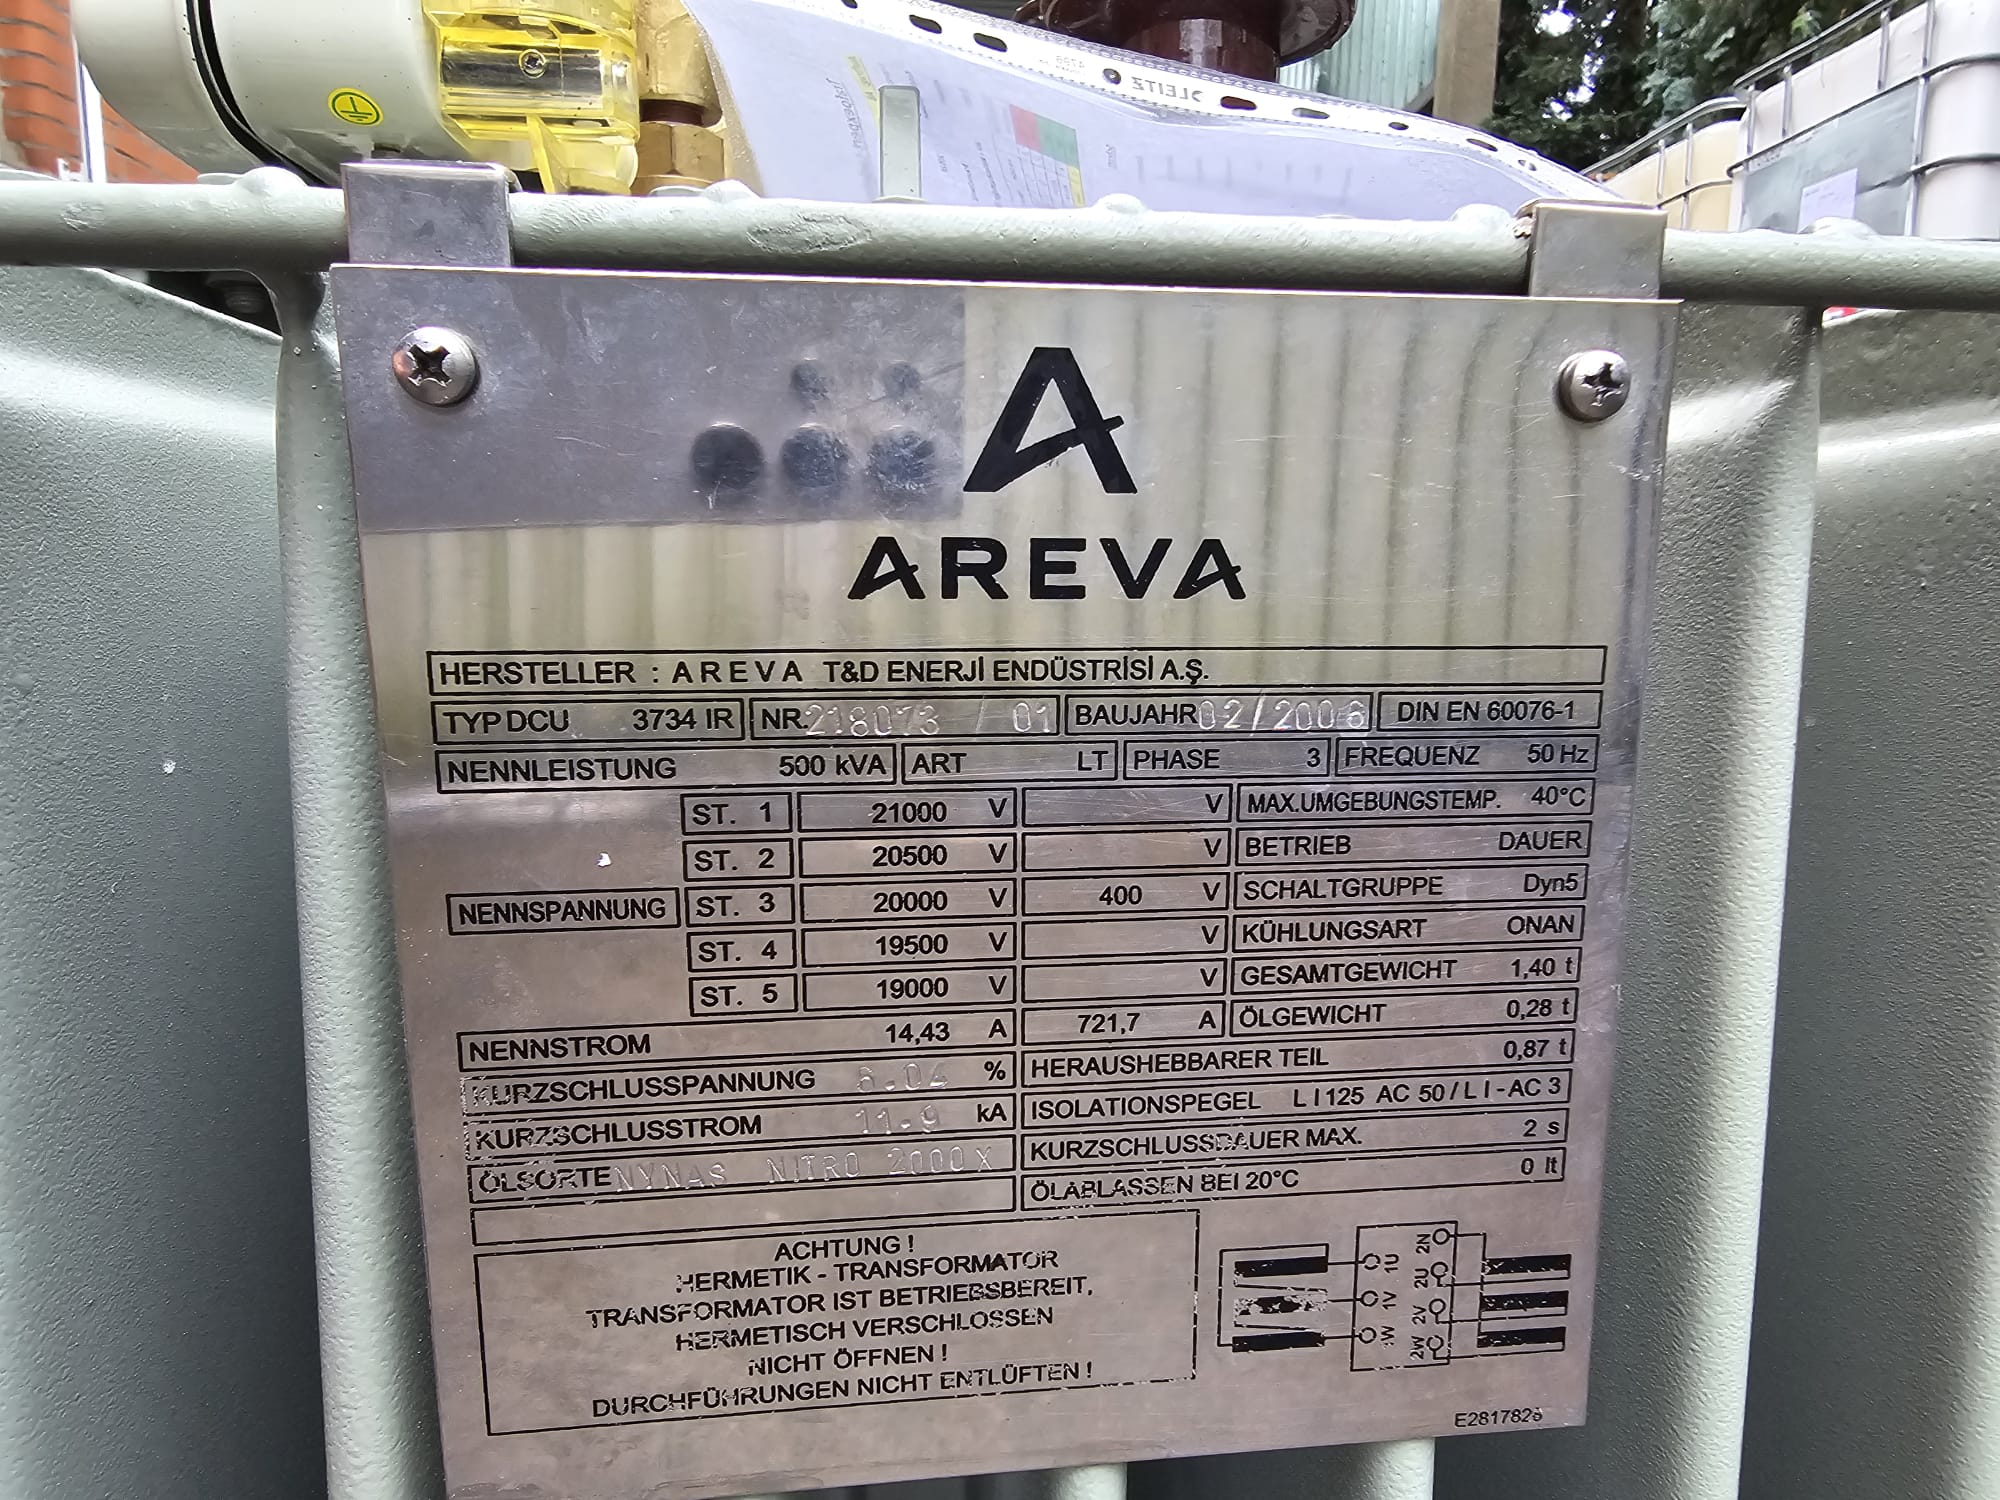 LEITZ
AREVA
HERSTELLER : AREVA T&D ENERJİ ENDÜSTRİSİ A.Ş.
TYP DCU 3734 IR NR. 218073 / 01 BAUJAHR 02/2006 DIN EN 60076-1
NENNLEISTUNG 500 kVA ART LT PHASE 3 FREQUENZ 50 Hz
ST. 1 21000 V V MAX.UMGEBUNGSTEMP. 40°C
ST. 2 20500 V V BETRIEB DAUER
NENNSPANNUNG ST. 3 20000 V 400 V SCHALTGRUPPE Dyn5
ST. 4 19500 V V KÜHLUNGSART ONAN
ST. 5 19000 V V GESAMTGEWICHT 1,40 t
NENNSTROM 14,43 A 721,7 A ÖLGEWICHT 0,28 t
KURZSCHLUSSPANNUNG 6.04 % HERAUSHEBBARER TEIL 0,87 t
KURZSCHLUSSTROM 11.9 kA ISOLATIONSPEGEL LI125 AC 50/LI-AC 3
ÖLSORTE NYNAS NITRO 2000X KURZSCHLUSSDAUER MAX. 2 s
ÖLABLASSEN BEI 20°C 0 lt
ACHTUNG !
HERMETIK - TRANSFORMATOR
TRANSFORMATOR IST BETRIEBSBEREIT,
HERMETISCH VERSCHLOSSEN
NICHT ÖFFNEN !
DURCHFÜHRUNGEN NICHT ENTLÜFTEN !
1U 1V 1W
2N 2U 2V 2W